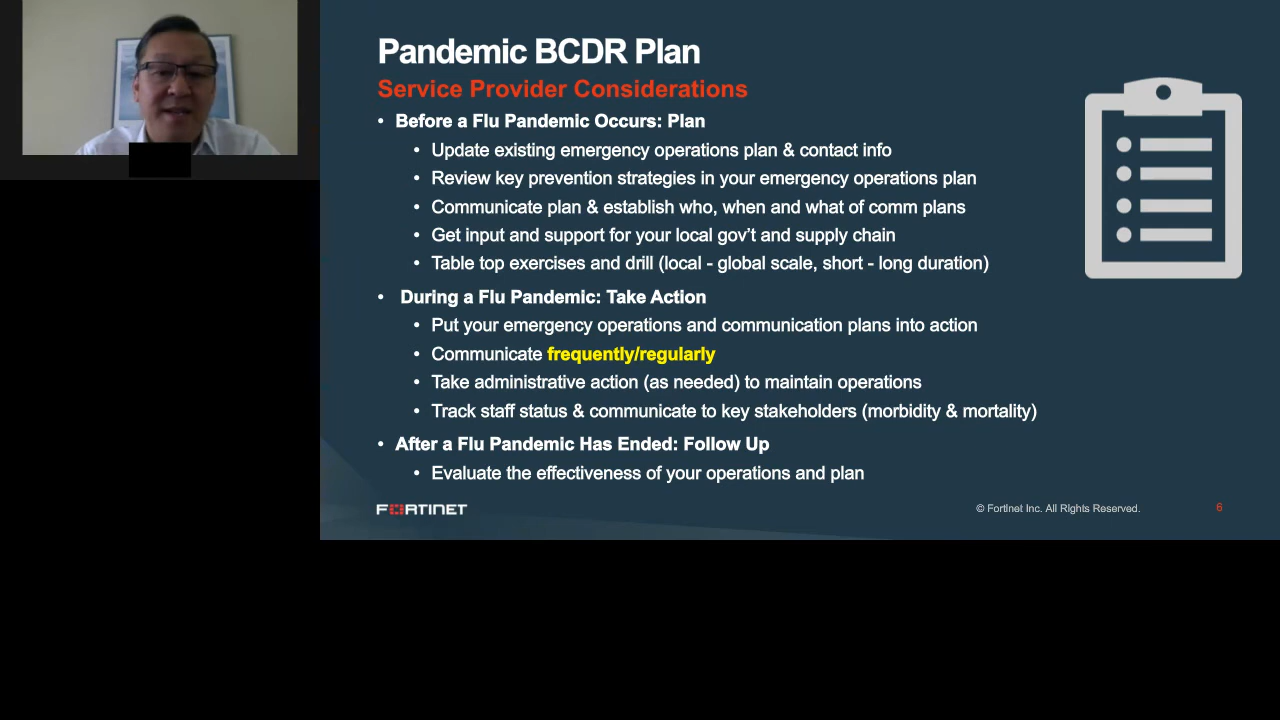 Pandemic BCDR Plan
Service Provider Considerations
• Before a Flu Pandemic Occurs: Plan
• Update existing emergency operations plan & contact info
• Review key prevention strategies in your emergency operations plan
• Communicate plan & establish who, when and what of comm plans
• Get input and support for your local gov’t and supply chain
• Table top exercises and drill (local - global scale, short - long duration)
• During a Flu Pandemic: Take Action
• Put your emergency operations and communication plans into action
• Communicate frequently/regularly
• Take administrative action (as needed) to maintain operations
• Track staff status & communicate to key stakeholders (morbidity & mortality)
• After a Flu Pandemic Has Ended: Follow Up
• Evaluate the effectiveness of your operations and plan
FORTINET
© Fortinet Inc. All Rights Reserved.
6